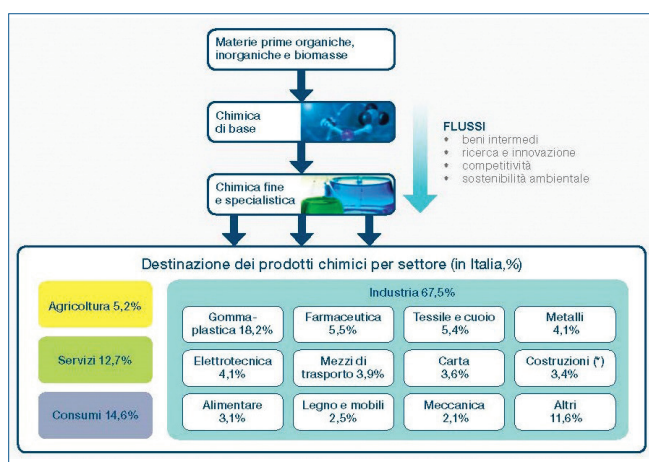 Materie prime organiche,
inorganiche e biomasse
Chimica
di base
FLUSSI
beni intermedi
ricerca e innovazione
competitività
sostenibilità ambientale
Chimica fine
e specialistica
Destinazione dei prodotti chimici per settore (in Italia,%)
Agricoltura 5,2%
Servizi 12,7%
Consumi 14,6%
Industria 67,5%
Gomma-
plastica 18,2%
Farmaceutica
5,5%
Tessile e cuoio
5,4%
Metalli
4,1%
Elettrotecnica
4,1%
Mezzi di
trasporto 3,9%
Carta
3,6%
Costruzioni (*)
3,4%
Alimentare
3,1%
Legno e mobili
2,5%
Meccanica
2,1%
Altri
11,6%